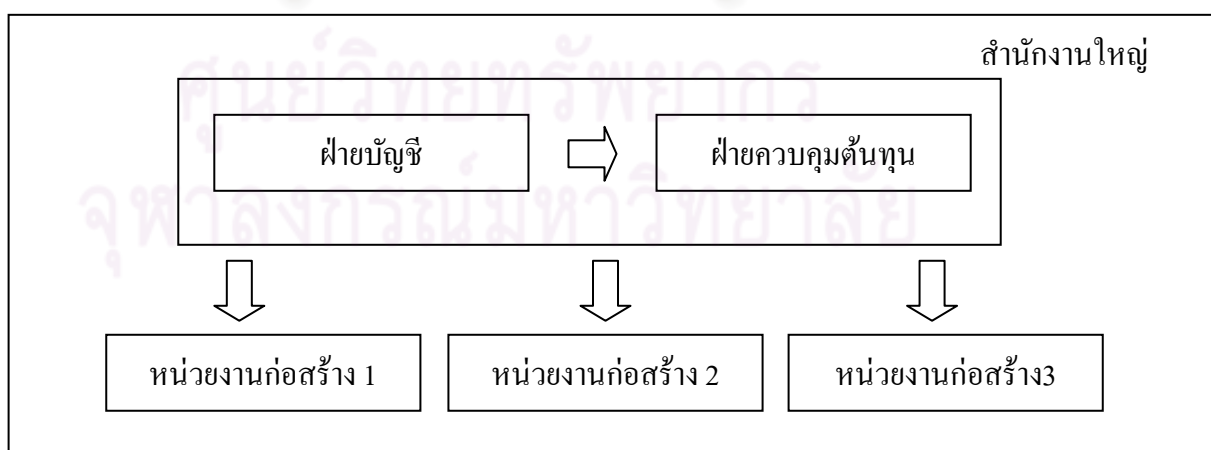 สำนักงานใหญ่
ศูนย์วิทยทรัพยากร
ฝ่ายบัญชี
ฝ่ายควบคุมต้นทุน
จุฬาลงกรณ์มหาวิทยาลัย
หน่วยงานก่อสร้าง 1
หน่วยงานก่อสร้าง 2
หน่วยงานก่อสร้าง3